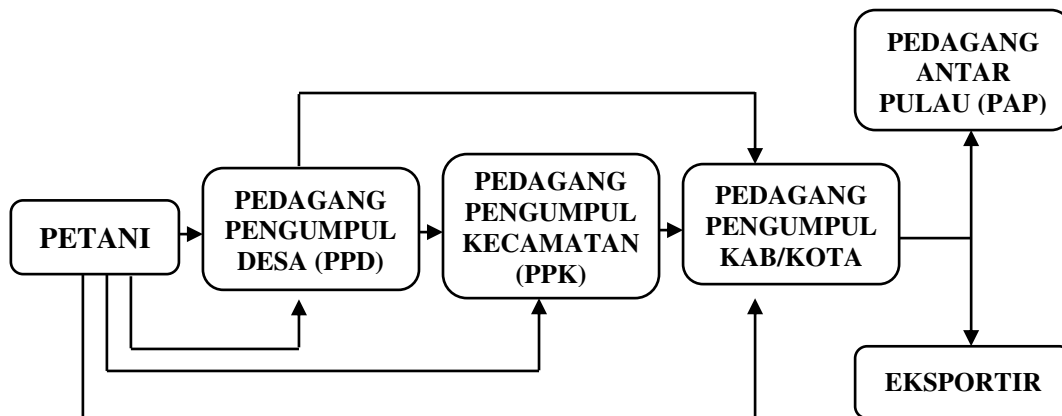 PETANI
PEDAGANG
PENGUMPUL
DESA (PPD)
PEDAGANG
PENGUMPUL
KECAMATAN
(PPK)
PEDAGANG
PENGUMPUL
KAB/KOTA
PEDAGANG
ANTAR
PULAU (PAP)
EKSPORTIR